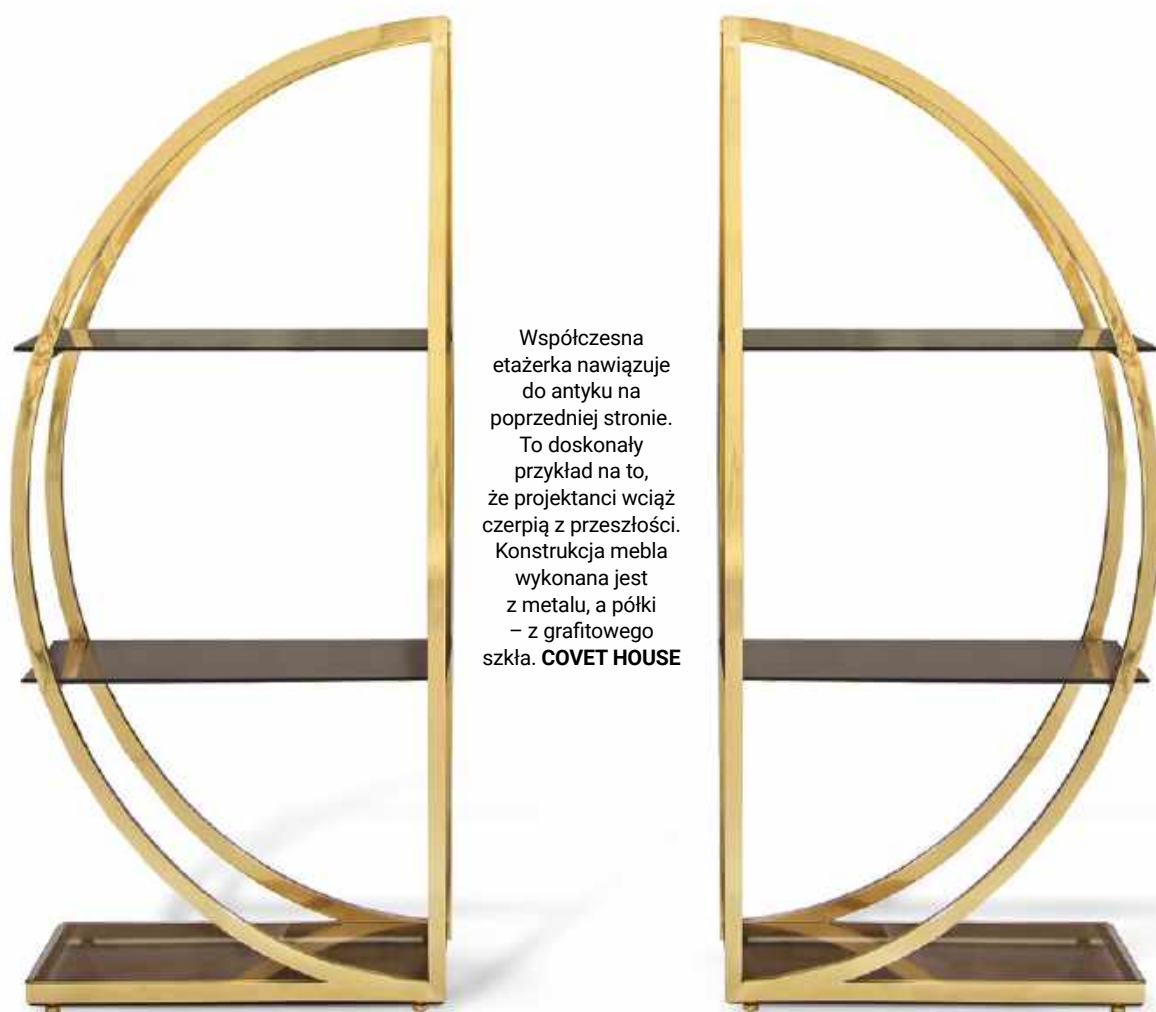 Współczesna
etażerka nawiązuje
do antyku na
poprzedniej stronie.
To doskonały
przykład na to,
że projektanci wciąż
czerpią z przeszłości.
Konstrukcja mebla
wykonana jest
z metalu, a półki
– z grafitowego
szkła. COVET HOUSE